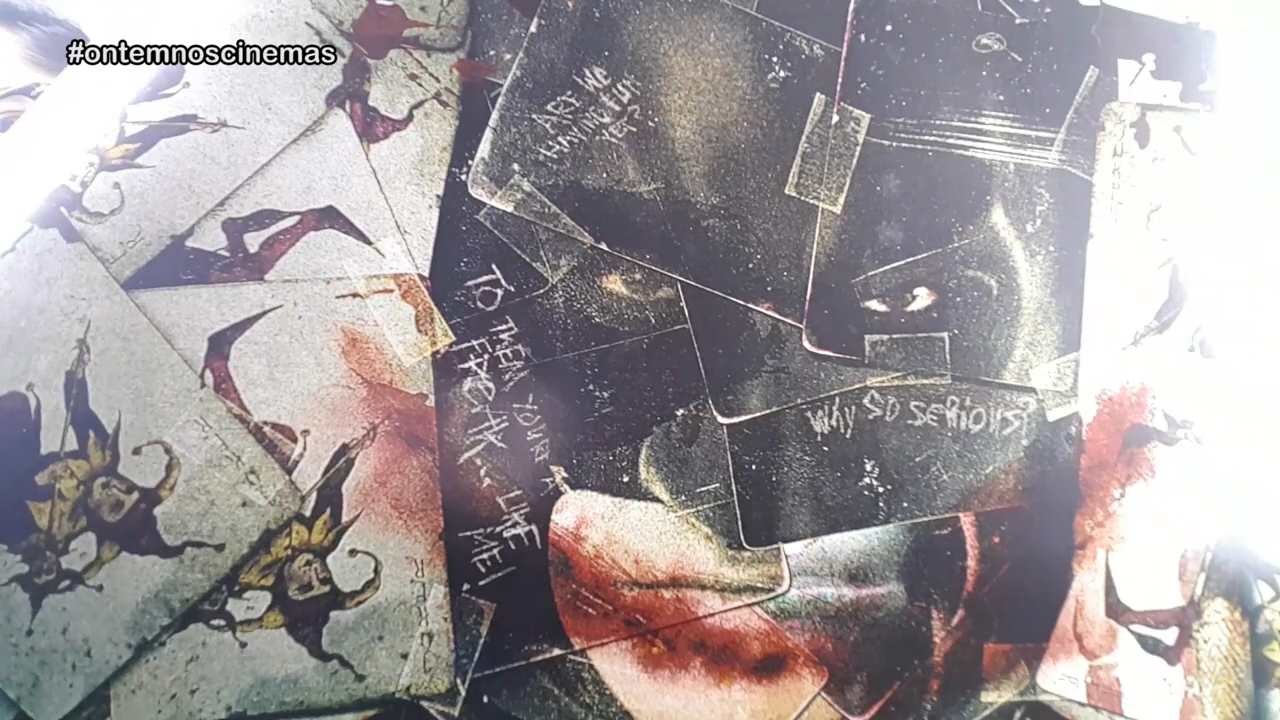 #ontemnoscinemas
ARE WE
HAVING FUN
YET?
TO THEM YOU'RE A
FREAK... LIKE
ME!
WHY SO SERIOUS?